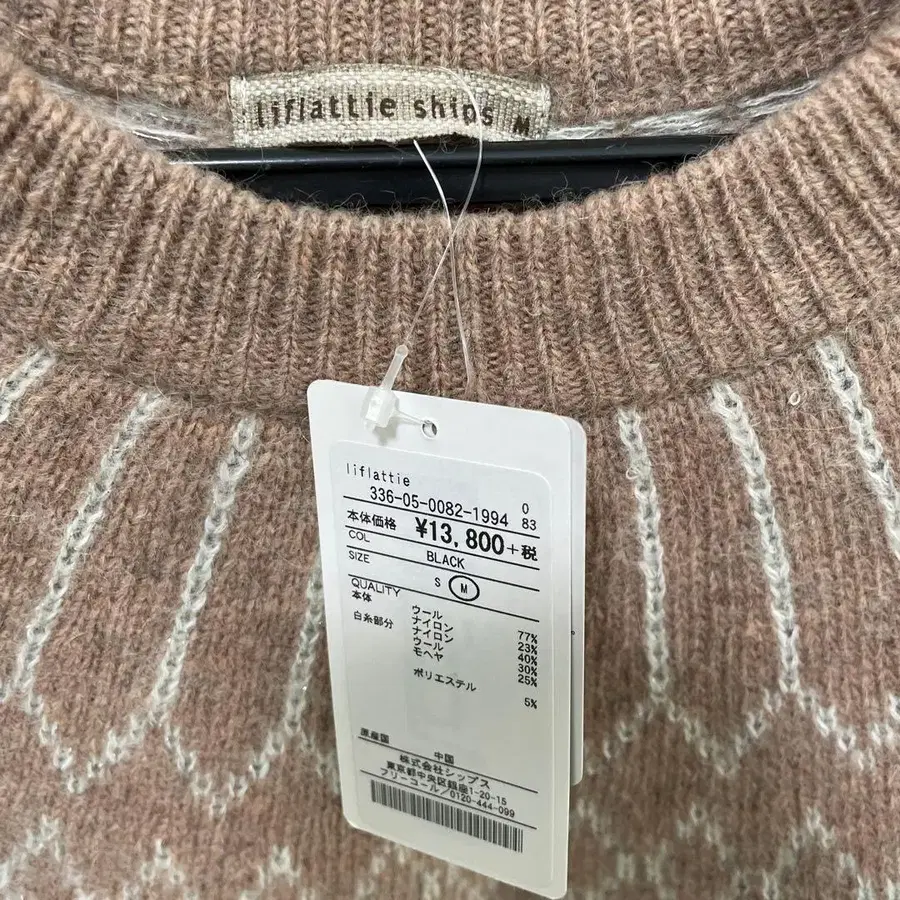 liflattie ships M
liflattie
336-05-0082-1994 0
83
本体価格 ¥13,800+税
COL BLACK
SIZE S M
QUALITY
本体 ウール 77%
ナイロン 23%
白糸部分 ナイロン 40%
ウール 30%
モヘヤ 25%
ポリエステル 5%
原産国 中国
株式会社シップス
東京都中央区銀座1-20-15
フリーコール/0120-444-099